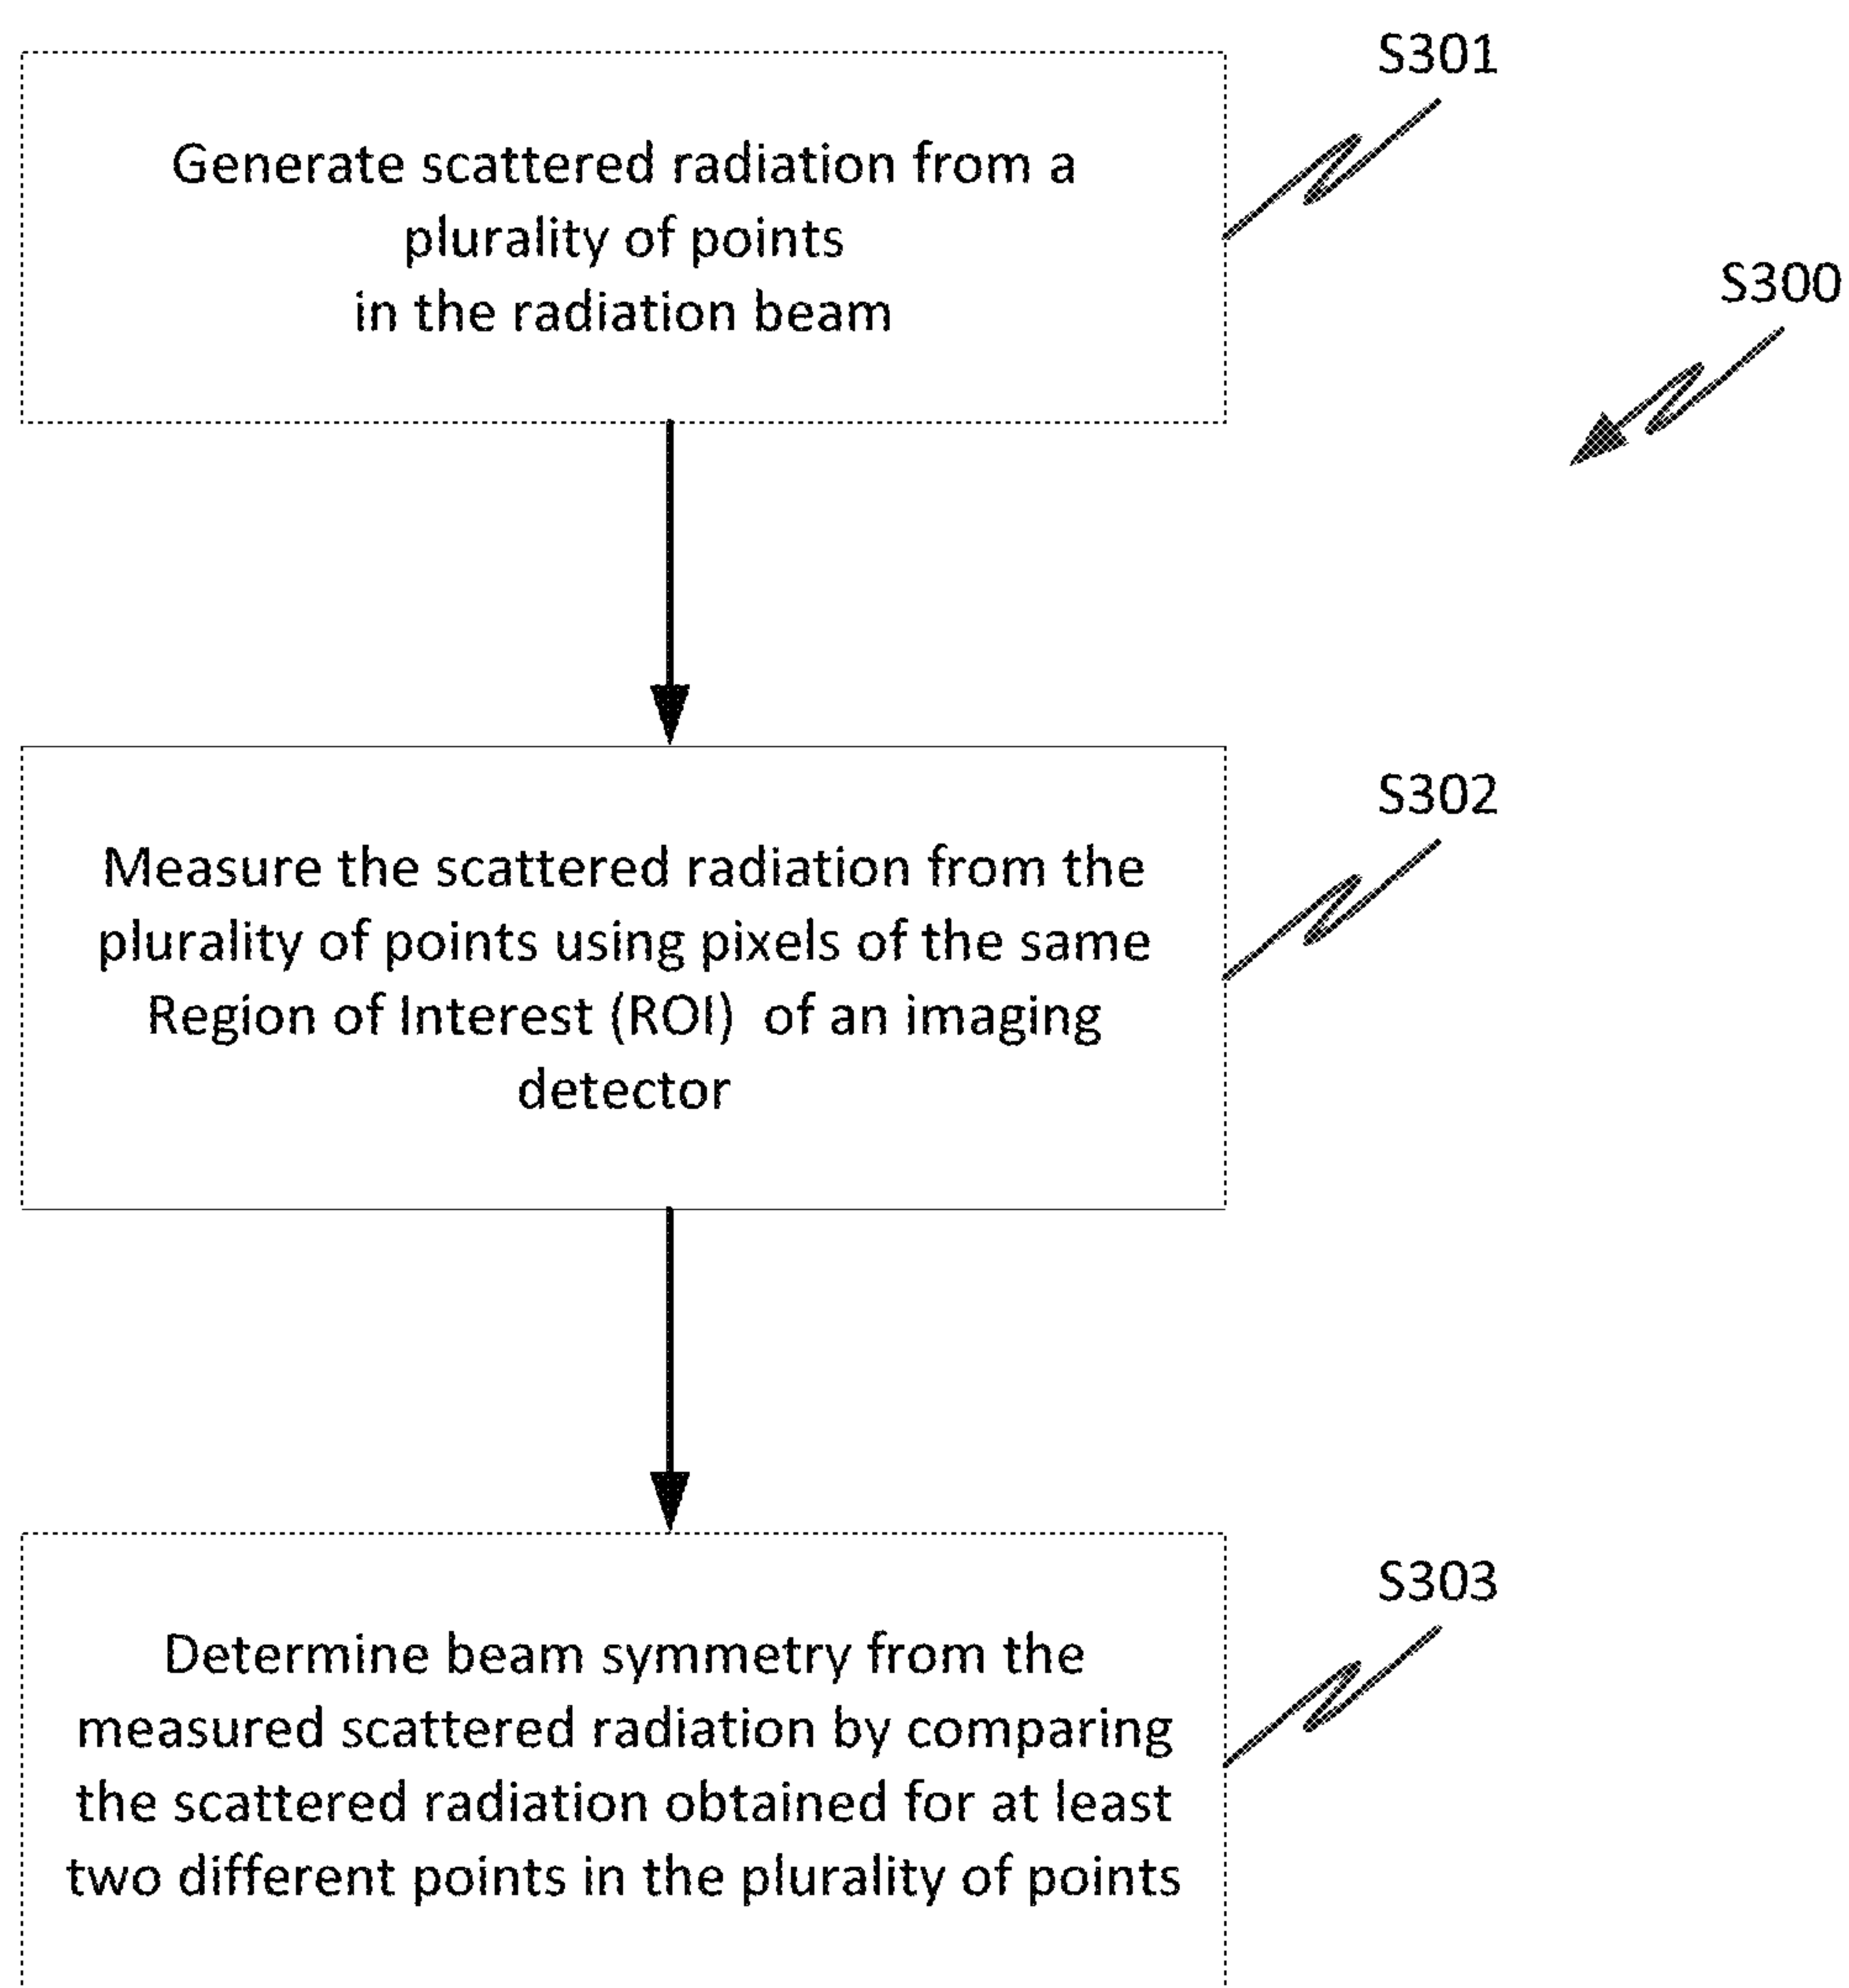 S301
Generate scattered radiation from a
plurality of points
in the radiation beam
S300
S302
Measure the scattered radiation from the
plurality of points using pixels of the same
Region of Interest (ROI) of an imaging
detector
S303
Determine beam symmetry from the
measured scattered radiation by comparing
the scattered radiation obtained for at least
two different points in the plurality of points